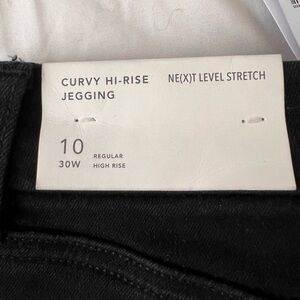 CURVY HI-RISE NE(X)T LEVEL STRETCH
JEGGING
10 REGULAR
30W HIGH RISE